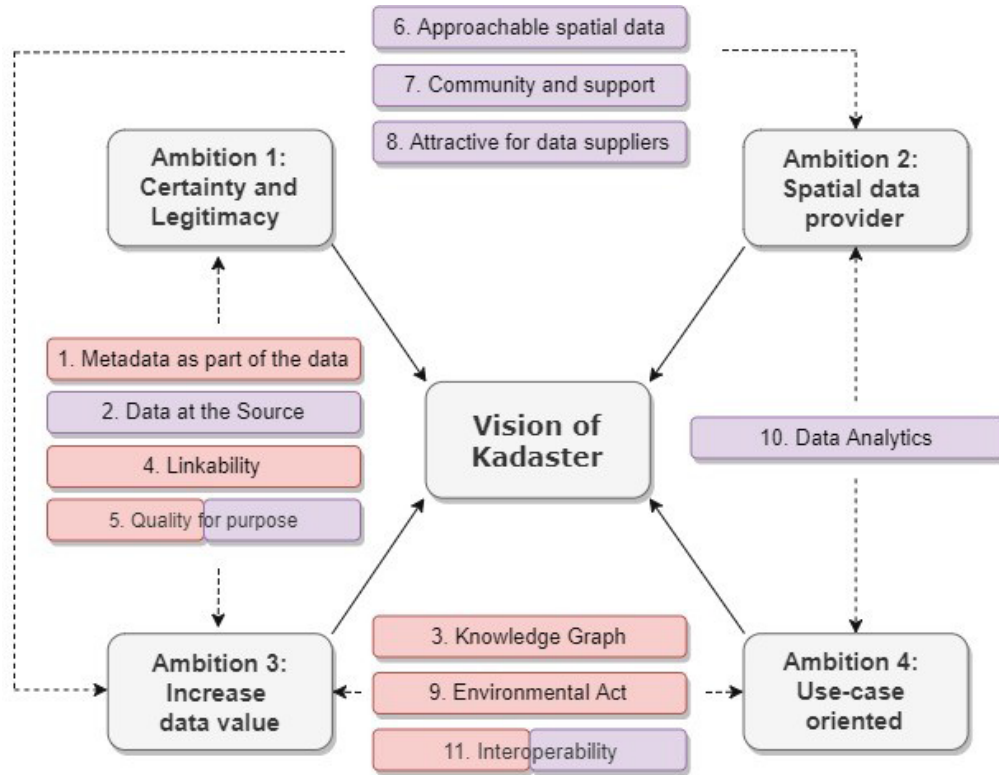 6. Approachable spatial data
7. Community and support
8. Attractive for data suppliers
Ambition 1:
Certainty and
Legitimacy
Ambition 2:
Spatial data
provider
1. Metadata as part of the data
2. Data at the Source
4. Linkability
5. Quality for purpose
Vision of
Kadaster
10. Data Analytics
Ambition 3:
Increase
data value
3. Knowledge Graph
9. Environmental Act
11. Interoperability
Ambition 4:
Use-case
oriented